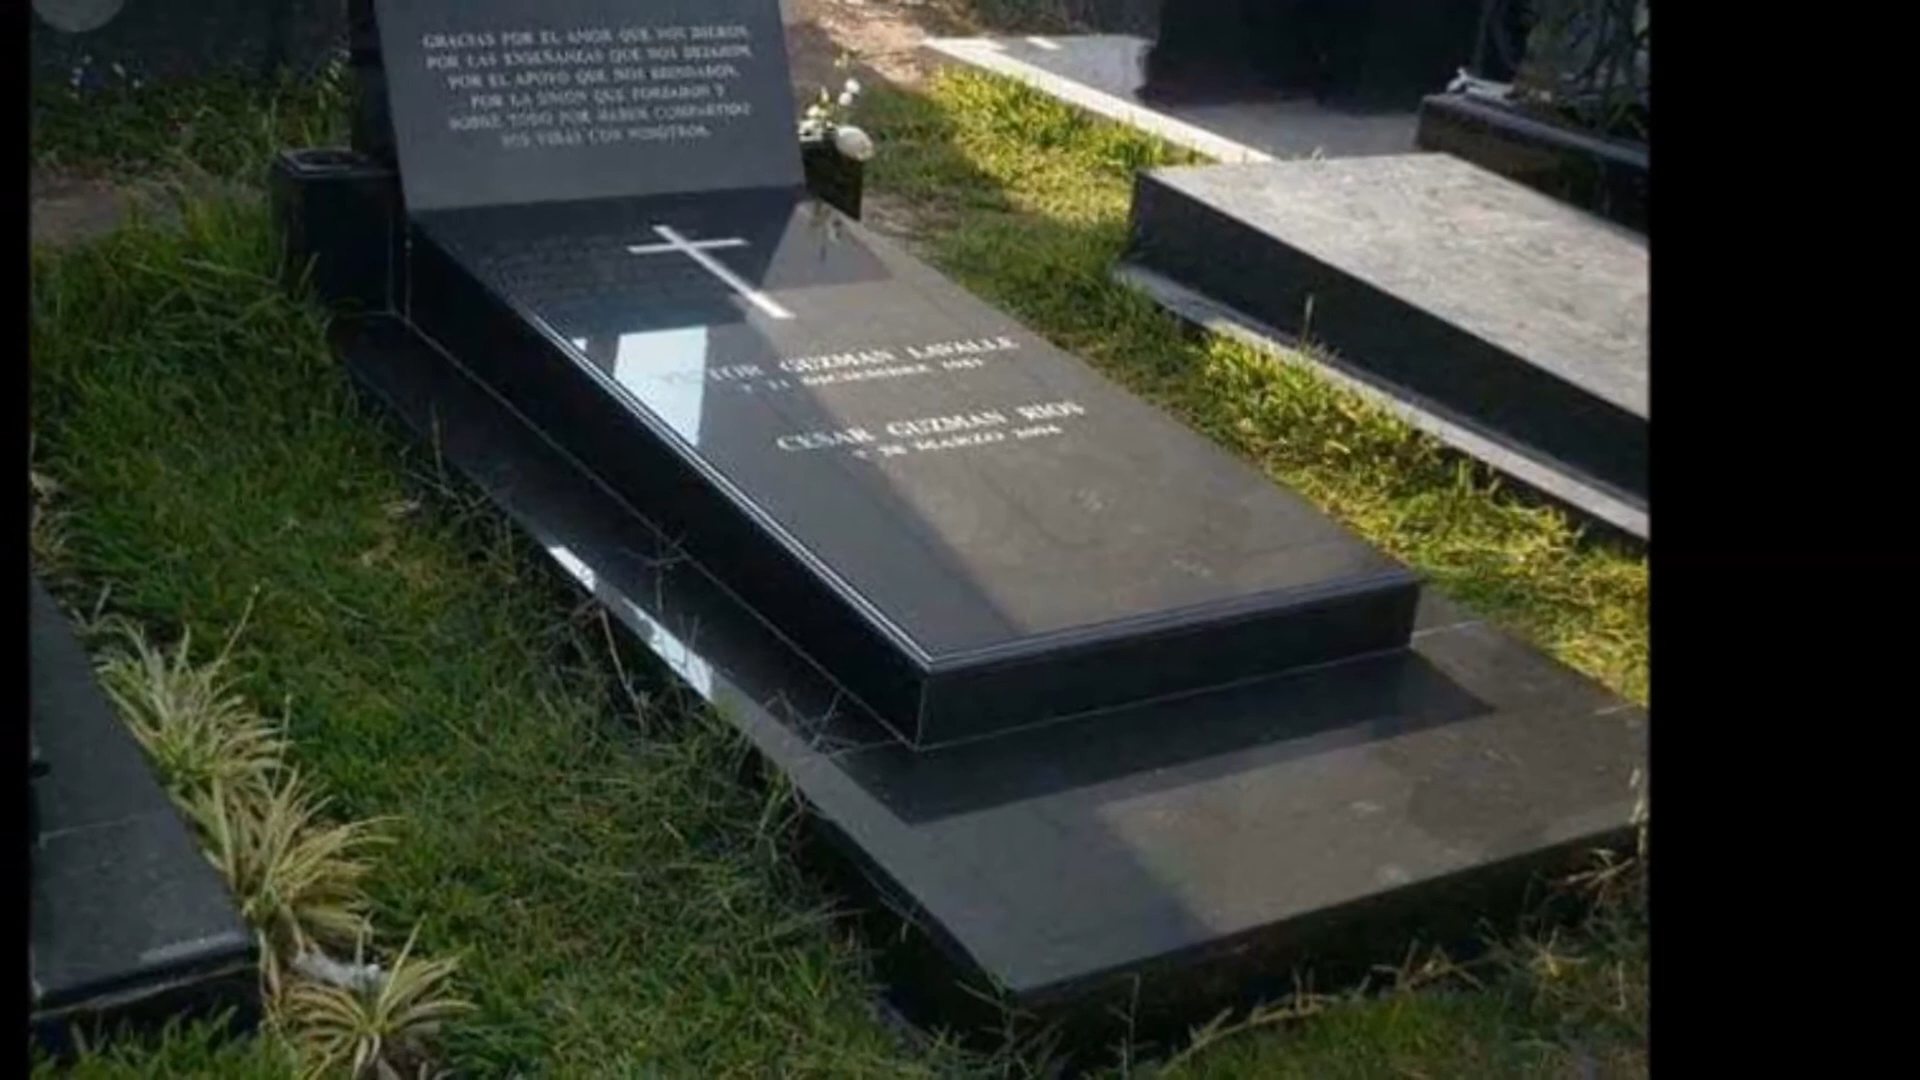 GRACIAS POR EL AMOR QUE NOS DIERON,
POR LAS ENSEÑANZAS QUE NOS DEJARON,
POR EL APOYO QUE NOS BRINDARON,
POR LA UNION QUE FORJARON Y
SOBRE TODO POR HABER COMPARTIDO
SUS VIDAS CON NOSOTROS.
GUZMAN LAVALLE
DICIEMBRE
CESAR GUZMAN RIOS
MARZO